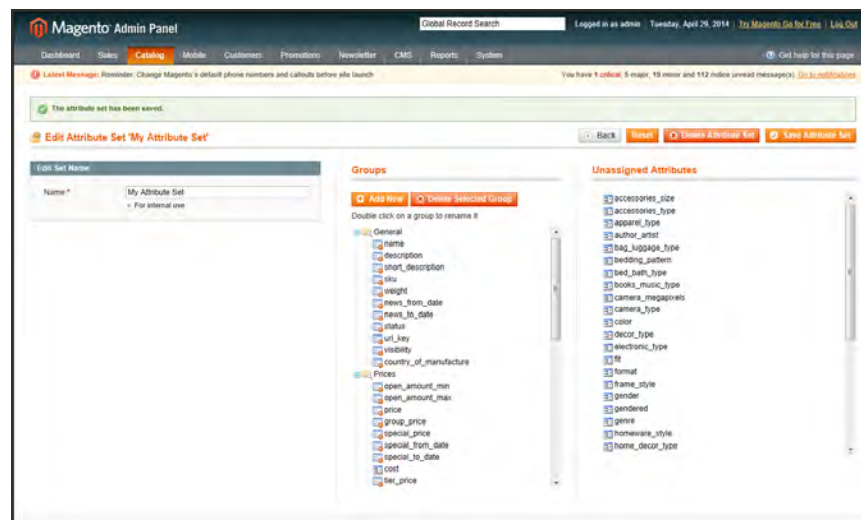 Magento Admin Panel
Global Record Search
Logged in as admin | Tuesday, April 29, 2014 | Try Magento Go for Free | Log Out
Dashboard Sales Catalog Mobile Customers Promotions Newsletter CMS Reports System
Get help for this page
Latest Message: Reminder: Change Magento's default phone numbers and callouts before site launch
You have 1 critical, 5 major, 19 minor and 112 notice unread message(s). Go to notifications
The attribute set has been saved.
Edit Attribute Set 'My Attribute Set'
Back Reset Delete Attribute Set Save Attribute Set
Edit Set Name
Name *
My Attribute Set
For internal use
Groups
Add New Delete Selected Group
Double click on a group to rename it
General
name
description
short_description
sku
weight
news_from_date
news_to_date
status
url_key
visibility
country_of_manufacture
Prices
open_amount_min
open_amount_max
price
group_price
special_price
special_from_date
special_to_date
cost
tier_price
Unassigned Attributes
accessories_size
accessories_type
apparel_type
author_artist
bag_luggage_type
bedding_pattern
bed_bath_type
books_music_type
camera_megapixels
camera_type
color
decor_type
electronic_type
fit
format
frame_style
gender
gendered
genre
homeware_style
home_decor_type